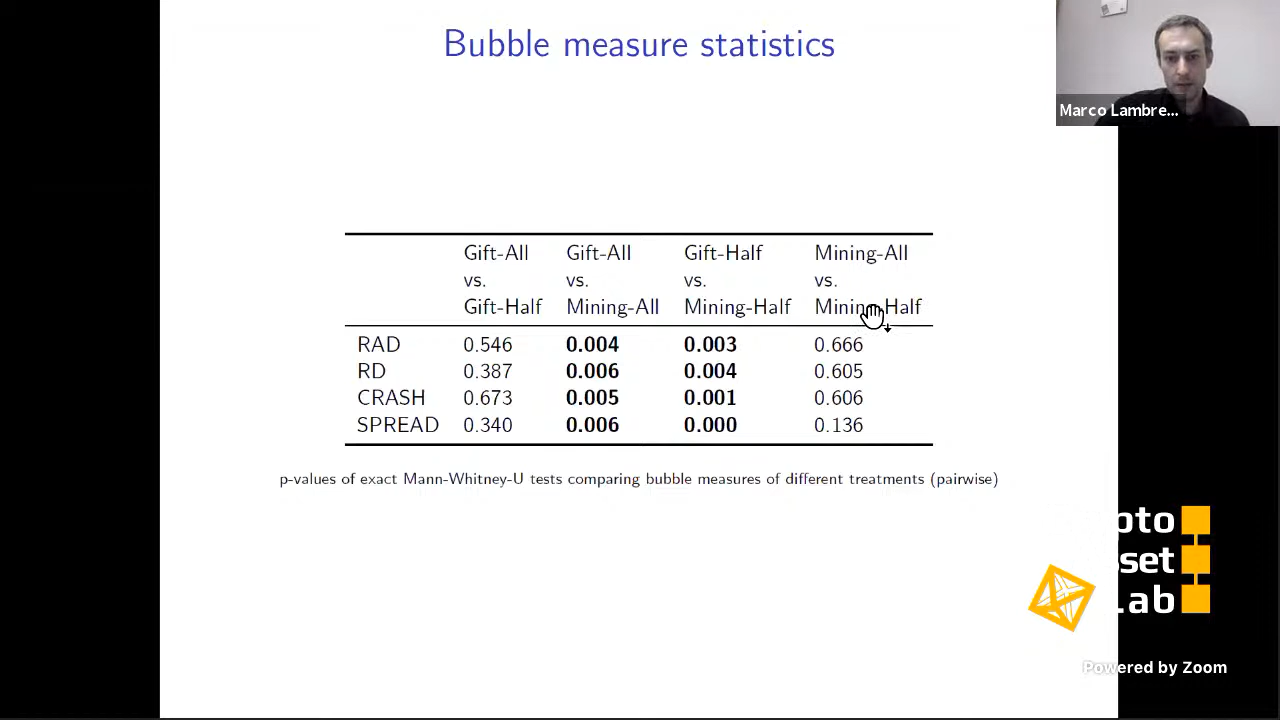 Bubble measure statistics
Marco Lambre...
Gift-All Gift-All Gift-Half Mining-All
vs. vs. vs. vs.
Gift-Half Mining-All Mining-Half Mining-Half
RAD 0.546 0.004 0.003 0.666
RD 0.387 0.006 0.004 0.605
CRASH 0.673 0.005 0.001 0.606
SPREAD 0.340 0.006 0.000 0.136
p-values of exact Mann-Whitney-U tests comparing bubble measures of different treatments (pairwise)
pto
set
Lab
Powered by Zoom